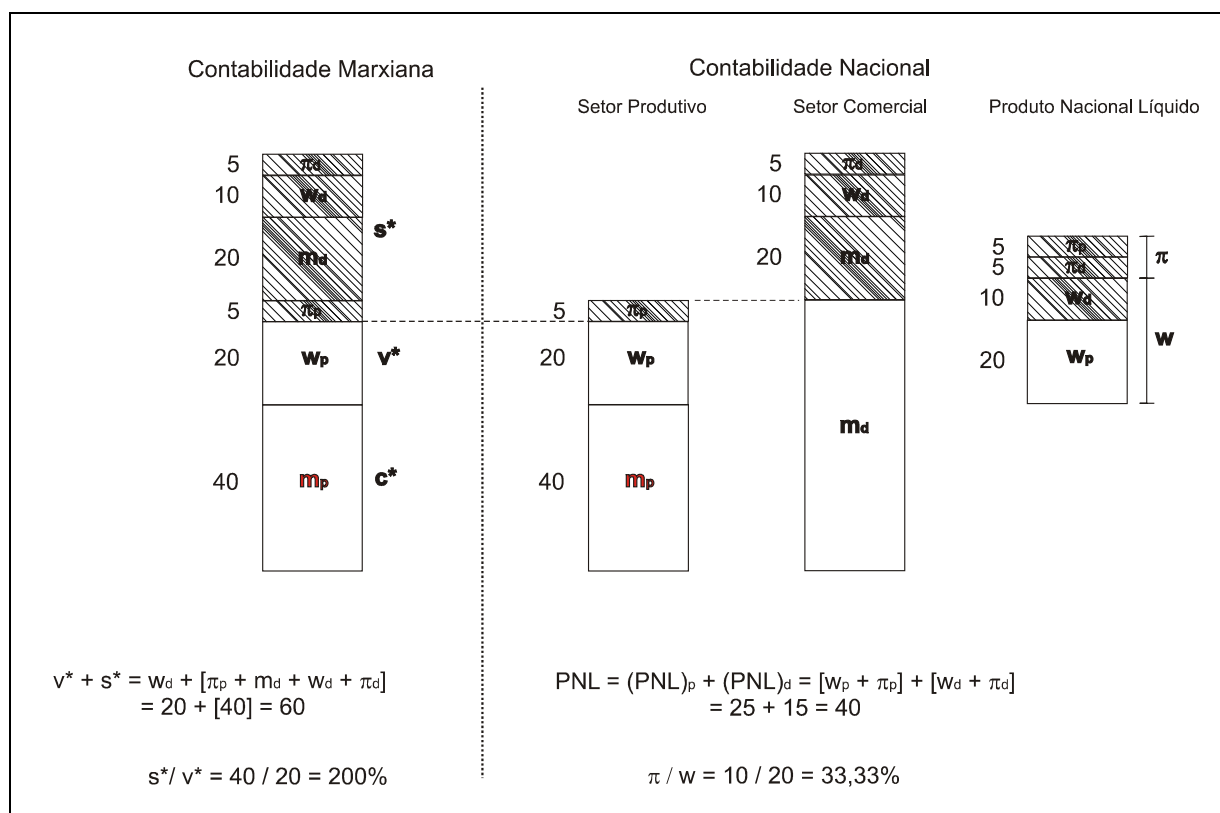 Contabilidade Marxiana
5 πd
10 wd
s*
20 md
5 πp
20 wp v*
40 mp c*
v* + s* = wd + [πp + md + wd + πd]
= 20 + [40] = 60
s*/ v* = 40 / 20 = 200%
Contabilidade Nacional
Setor Produtivo
5 πp
20 wp
40 mp
Setor Comercial
5 πd
10 wd
20 md
md
Produto Nacional Líquido
5 πp
5 πd
π
10 wd
w
20 wp
PNL = (PNL)p + (PNL)d = [wp + πp] + [wd + πd]
= 25 + 15 = 40
π / w = 10 / 20 = 33,33%